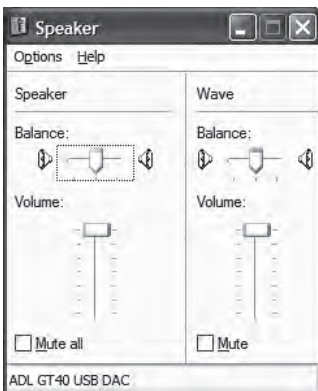 Speaker
Options Help
Speaker
Balance:
Volume:
Mute all
Wave
Balance:
Volume:
Mute
ADL GT40 USB DAC